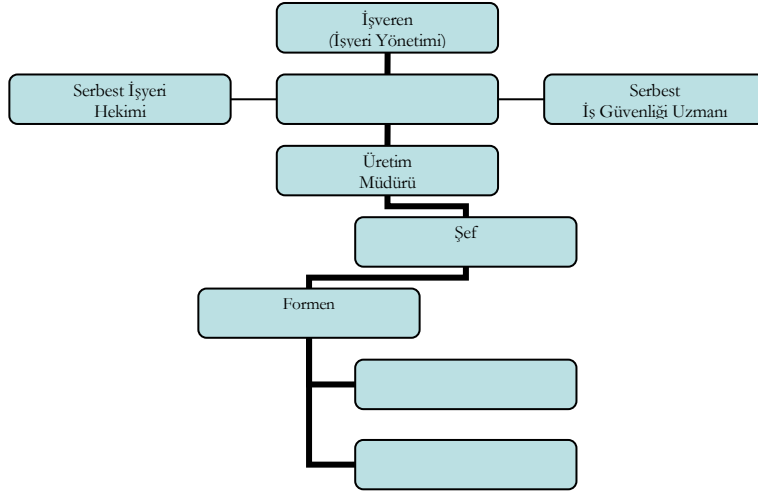 İşveren
(İşyeri Yönetimi)
Serbest İşyeri
Hekimi
Serbest
İş Güvenliği Uzmanı
Üretim
Müdürü
Şef
Formen